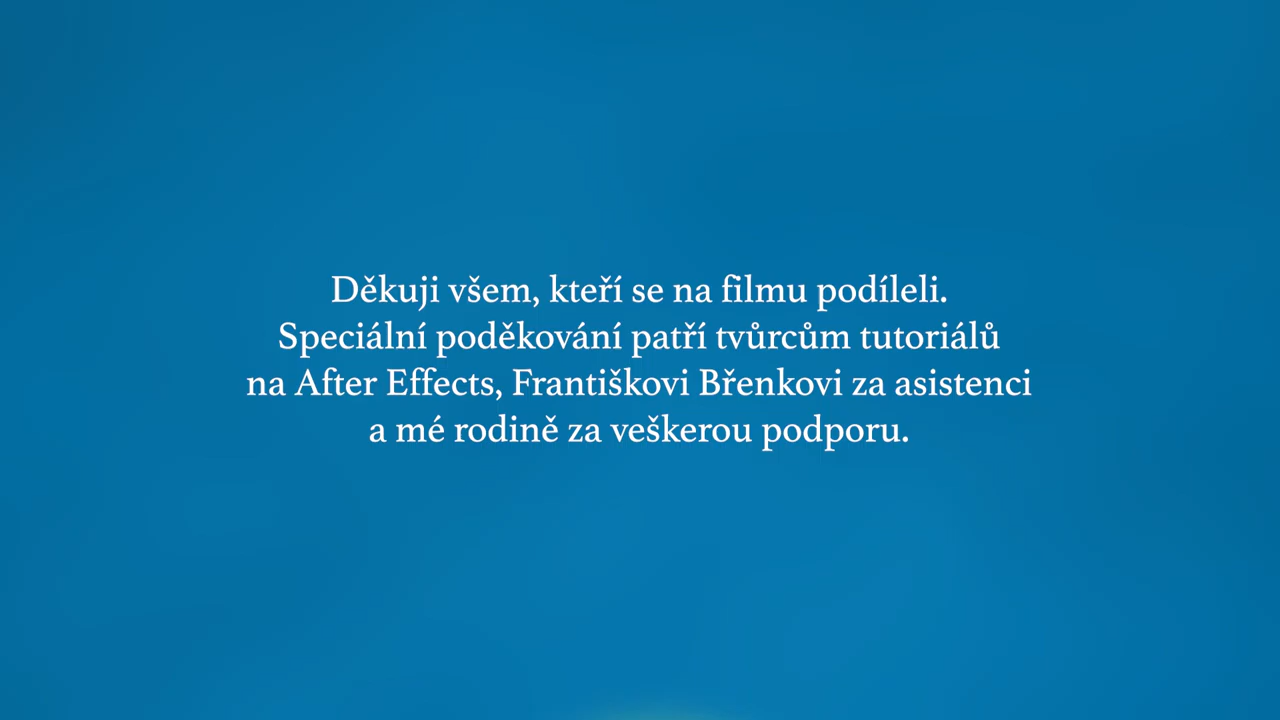 Děkuji všem, kteří se na filmu podíleli.
Speciální poděkování patří tvůrcům tutoriálů
na After Effects, Františkovi Břenkovi za asistenci
a mé rodině za veškerou podporu.